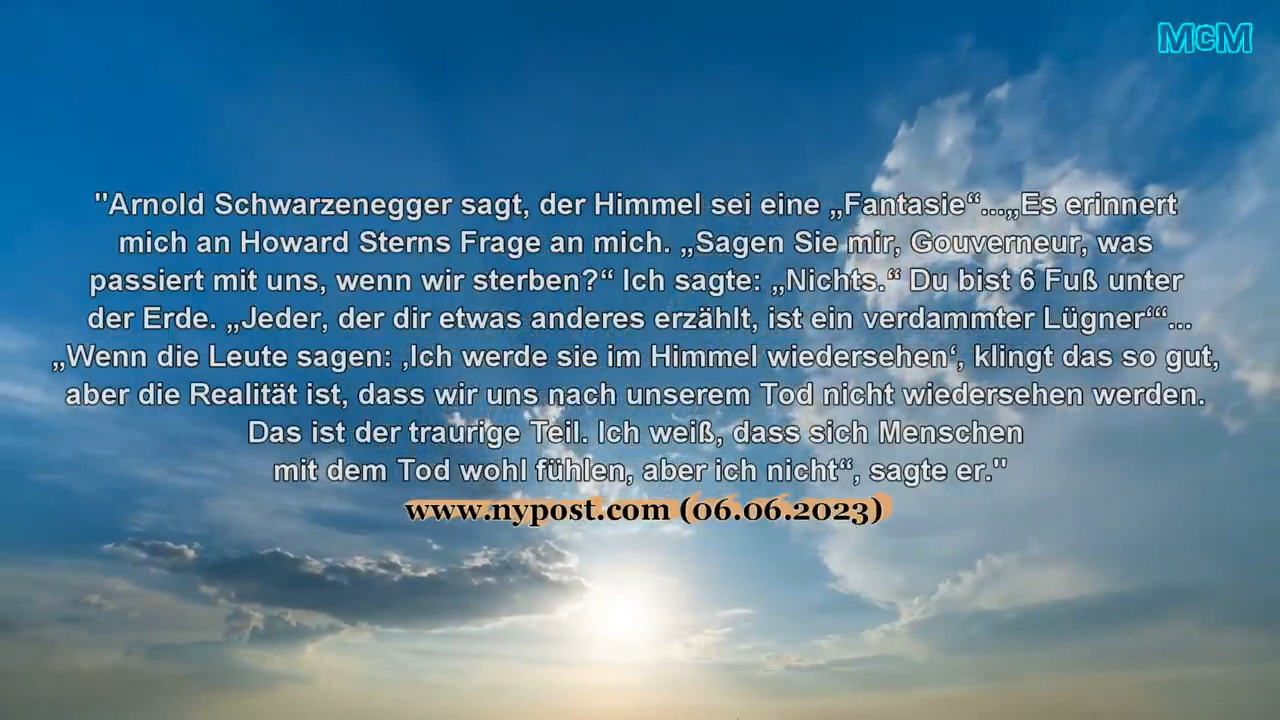 McM
"Arnold Schwarzenegger sagt, der Himmel sei eine „Fantasie“...„Es erinnert
mich an Howard Sterns Frage an mich. „Sagen Sie mir, Gouverneur, was
passiert mit uns, wenn wir sterben?“ Ich sagte: „Nichts.“ Du bist 6 Fuß unter
der Erde. „Jeder, der dir etwas anderes erzählt, ist ein verdammter Lügner‘“...
„Wenn die Leute sagen: ‚Ich werde sie im Himmel wiedersehen‘, klingt das so gut,
aber die Realität ist, dass wir uns nach unserem Tod nicht wiedersehen werden.
Das ist der traurige Teil. Ich weiß, dass sich Menschen
mit dem Tod wohl fühlen, aber ich nicht“, sagte er."
www.nypost.com (06.06.2023)